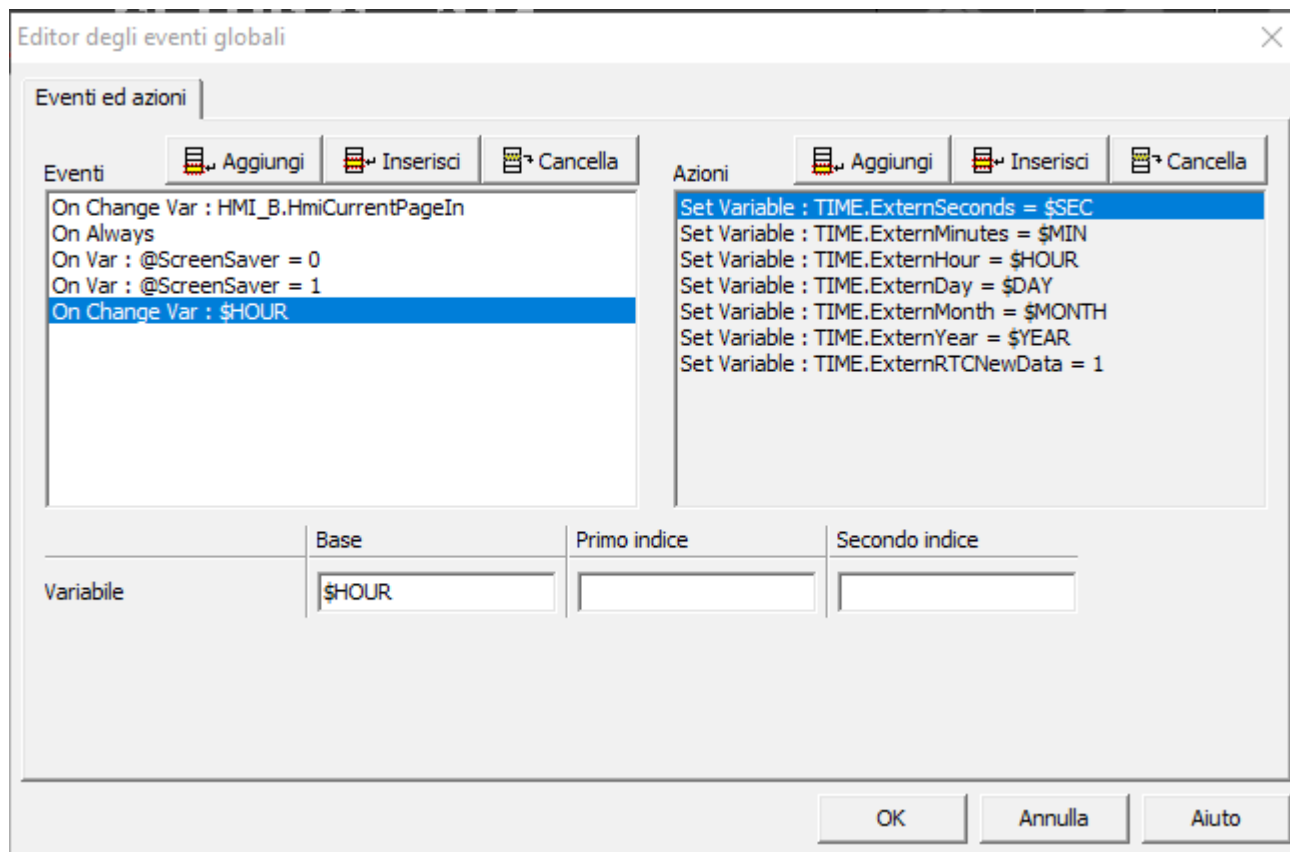 Editor degli eventi globali
Eventi ed azioni
Eventi
Aggiungi
Inserisci
Cancella
On Change Var : HMI_B.HmiCurrentPageIn
On Always
On Var : @ScreenSaver = 0
On Var : @ScreenSaver = 1
On Change Var : $HOUR
Azioni
Aggiungi
Inserisci
Cancella
Set Variable : TIME.ExternSeconds = $SEC
Set Variable : TIME.ExternMinutes = $MIN
Set Variable : TIME.ExternHour = $HOUR
Set Variable : TIME.ExternDay = $DAY
Set Variable : TIME.ExternMonth = $MONTH
Set Variable : TIME.ExternYear = $YEAR
Set Variable : TIME.ExternRTCNewData = 1
Base Primo indice Secondo indice
Variabile $HOUR
OK Annulla Aiuto